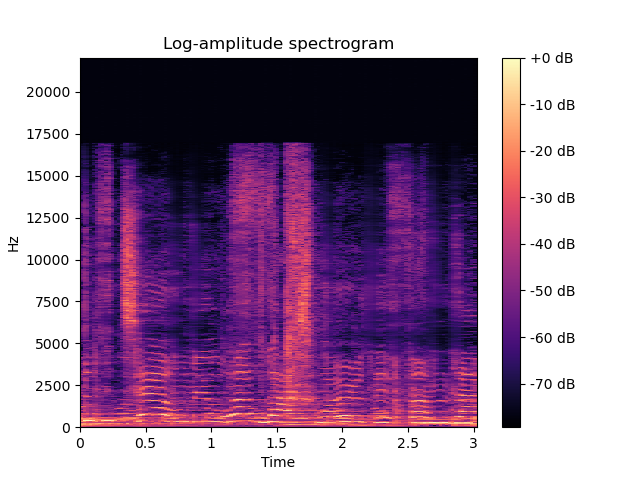 Log-amplitude spectrogram
Hz
20000
17500
15000
12500
10000
7500
5000
2500
0
0 0.5 1 1.5 2 2.5 3
Time
+0 dB
-10 dB
-20 dB
-30 dB
-40 dB
-50 dB
-60 dB
-70 dB